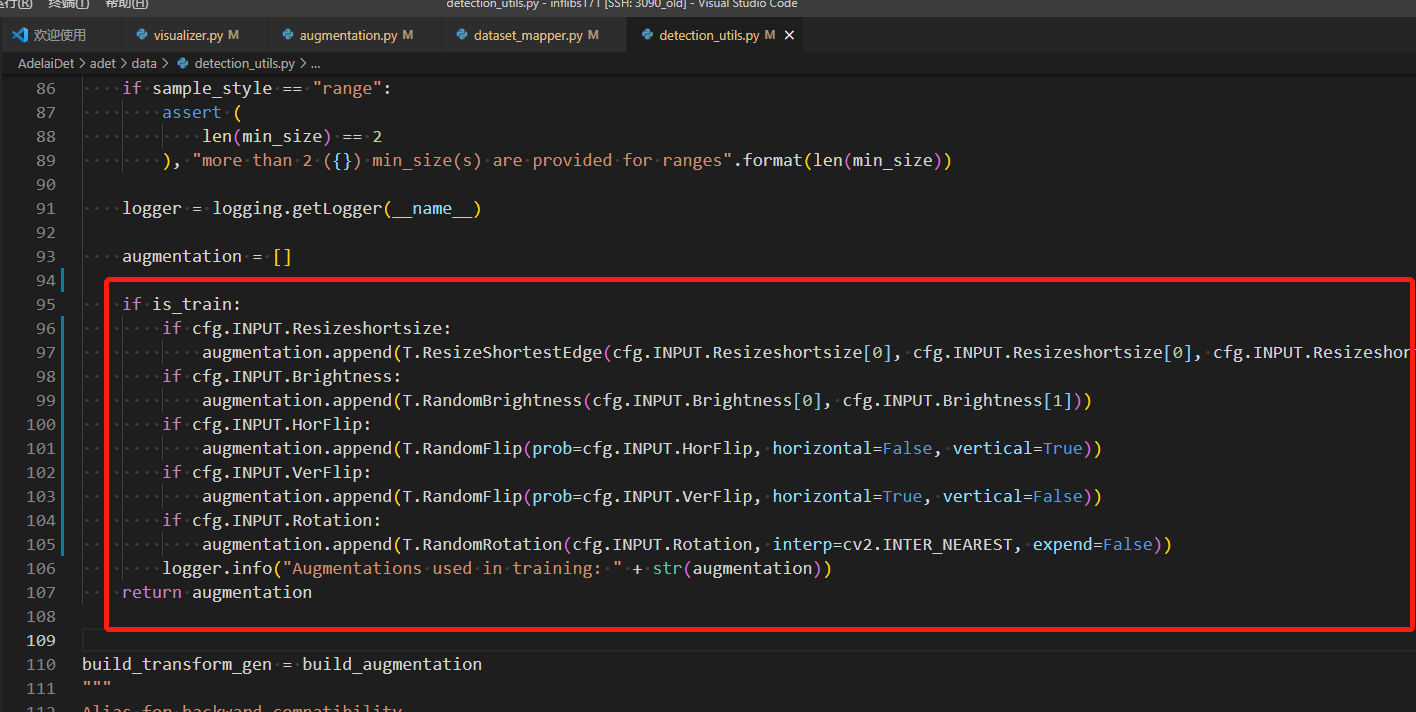 运行(R) 终端(T) 帮助(H) detection_utils.py - inflibs171 [SSH: 3090_old] - Visual Studio Code
欢迎使用 visualizer.py M augmentation.py M dataset_mapper.py M detection_utils.py M ×
AdelaiDet > adet > data > detection_utils.py > ...
86 if sample_style == "range":
87 assert (
88 len(min_size) == 2
89 ), "more than 2 ({}) min_size(s) are provided for ranges".format(len(min_size))
90
91 logger = logging.getLogger(__name__)
92
93 augmentation = []
94
95 if is_train:
96 if cfg.INPUT.Resizeshortsize:
97 augmentation.append(T.ResizeShortestEdge(cfg.INPUT.Resizeshortsize[0], cfg.INPUT.Resizeshortsize[0], cfg.INPUT.Resizeshor
98 if cfg.INPUT.Brightness:
99 augmentation.append(T.RandomBrightness(cfg.INPUT.Brightness[0], cfg.INPUT.Brightness[1]))
100 if cfg.INPUT.HorFlip:
101 augmentation.append(T.RandomFlip(prob=cfg.INPUT.HorFlip, horizontal=False, vertical=True))
102 if cfg.INPUT.VerFlip:
103 augmentation.append(T.RandomFlip(prob=cfg.INPUT.VerFlip, horizontal=True, vertical=False))
104 if cfg.INPUT.Rotation:
105 augmentation.append(T.RandomRotation(cfg.INPUT.Rotation, interp=cv2.INTER_NEAREST, expend=False))
106 logger.info("Augmentations used in training: " + str(augmentation))
107 return augmentation
108
109
110 build_transform_gen = build_augmentation
111 """
112 Alias for backward compatibility.